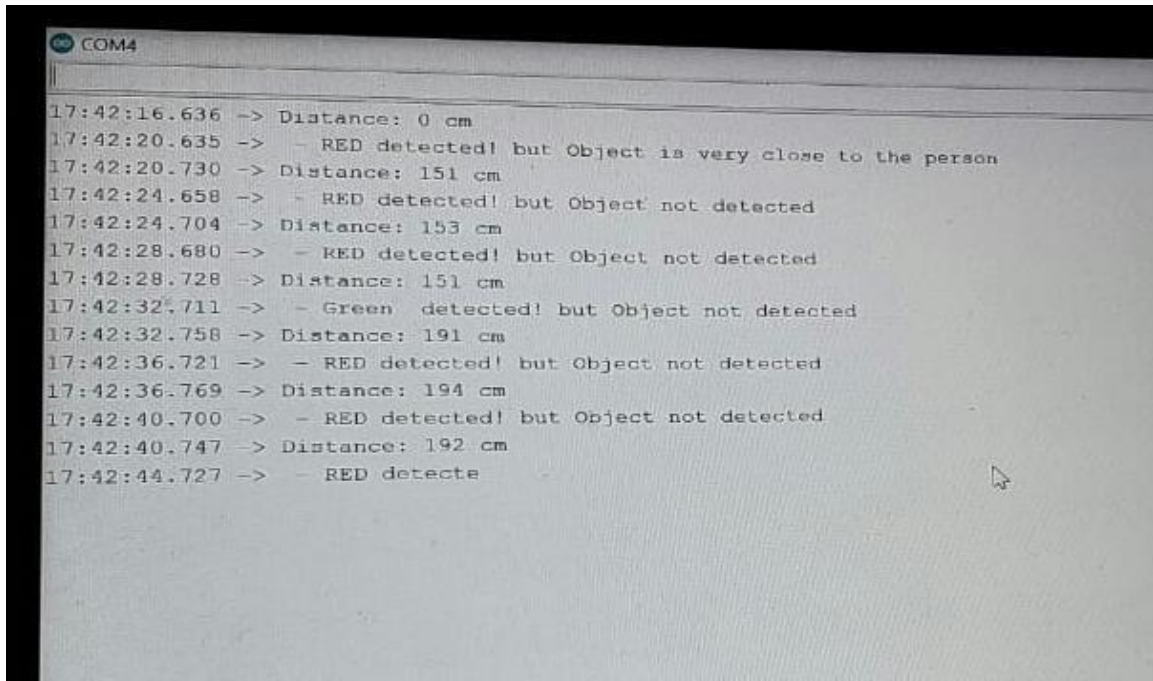 COM4
17:42:16.636 -> Distance: 0 cm
17:42:20.635 -> - RED detected! but Object is very close to the person
17:42:20.730 -> Distance: 151 cm
17:42:24.658 -> - RED detected! but Object not detected
17:42:24.704 -> Distance: 153 cm
17:42:28.680 -> - RED detected! but Object not detected
17:42:28.728 -> Distance: 151 cm
17:42:32.711 -> - Green detected! but Object not detected
17:42:32.758 -> Distance: 191 cm
17:42:36.721 -> - RED detected! but Object not detected
17:42:36.769 -> Distance: 194 cm
17:42:40.700 -> - RED detected! but Object not detected
17:42:40.747 -> Distance: 192 cm
17:42:44.727 -> - RED detecte